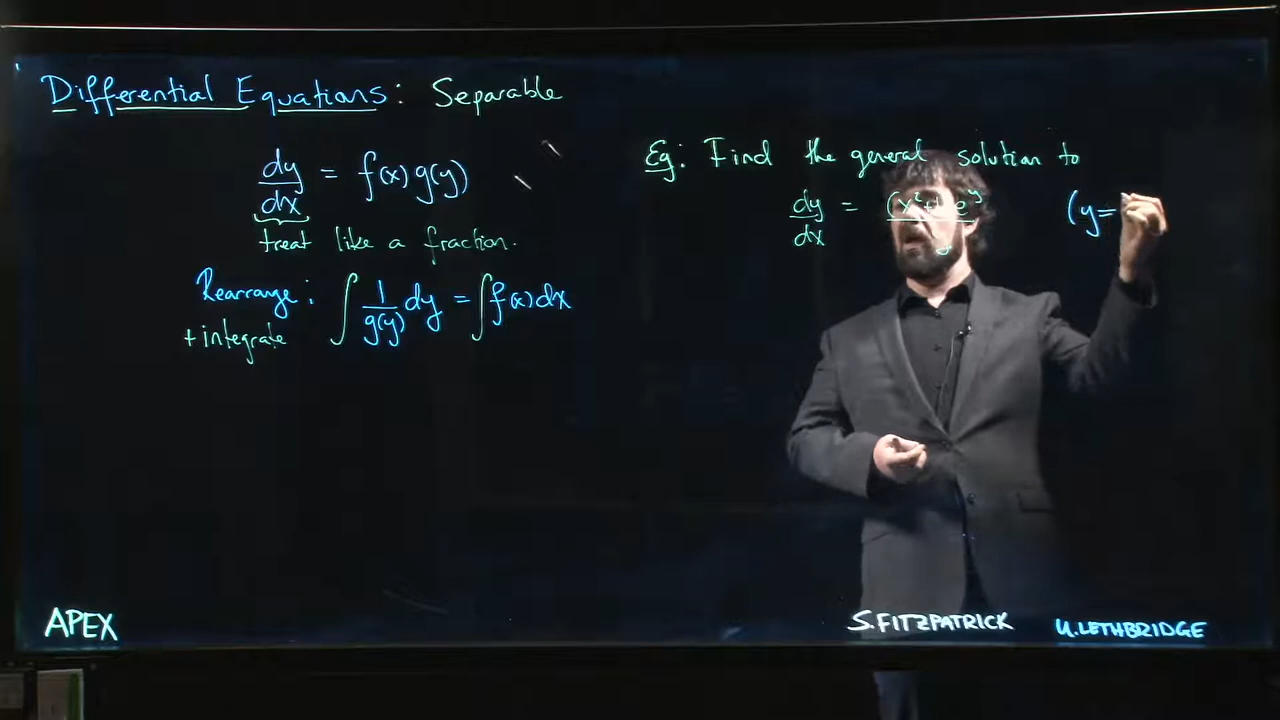 Differential Equations: Separable
dy/dx = f(x) g(y)
treat like a fraction.
Rearrange: ∫ 1/g(y) dy = ∫ f(x) dx
+ integrate
Eg: Find the general solution to
dy/dx = (x² + e^y / y (y=
APEX
S. FITZPATRICK
U. LETHBRIDGE